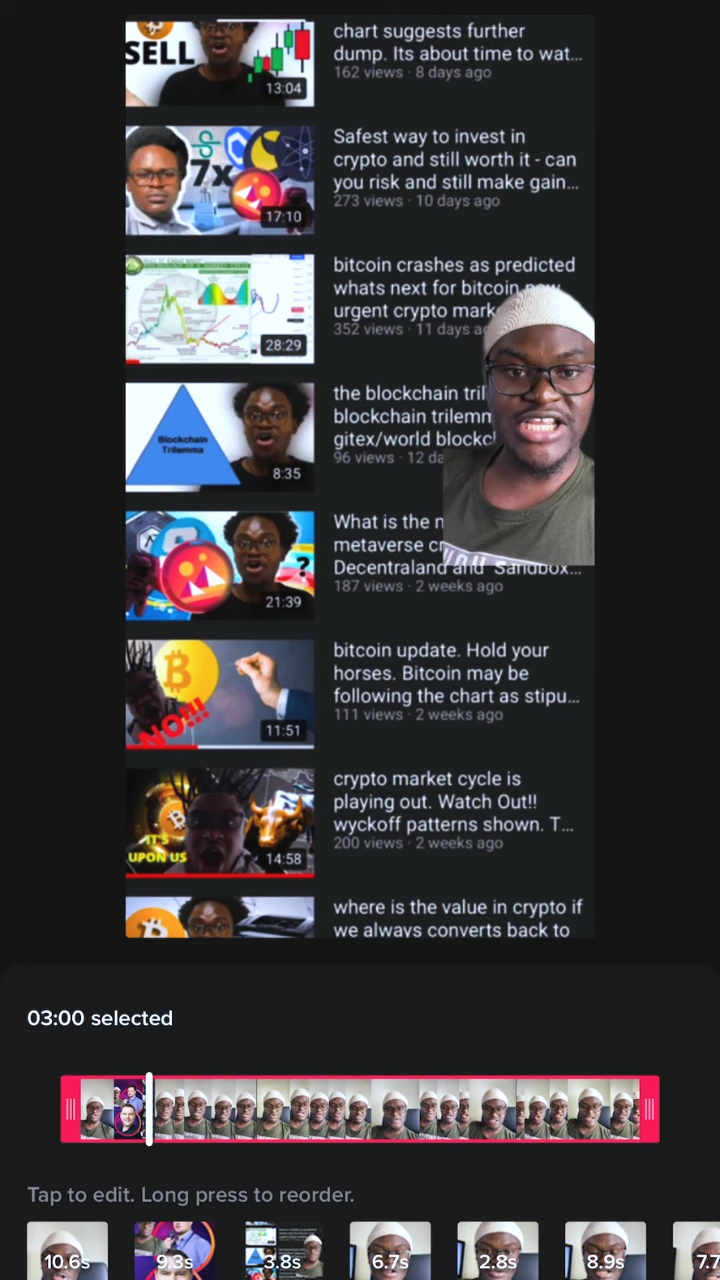 SELL
13:04
chart suggests further
dump. Its about time to wat...
162 views · 8 days ago
7x
17:10
Safest way to invest in
crypto and still worth it - can
you risk and still make gain...
273 views · 10 days ago
28:29
bitcoin crashes as predicted
whats next for bitcoin now
urgent crypto mark
352 views · 11 days ag
Blockchain
Trilemma
8:35
the blockchain tril
blockchain trilemm
gitex/world blockc
96 views · 12 da
?
21:39
What is the n
metaverse cr
Decentraland and Sandbox...
187 views · 2 weeks ago
NO!!!
11:51
bitcoin update. Hold your
horses. Bitcoin may be
following the chart as stipu...
111 views · 2 weeks ago
IT'S
UPON US
14:58
crypto market cycle is
playing out. Watch Out!!
wyckoff patterns shown. T...
200 views · 2 weeks ago
where is the value in crypto if
we always converts back to
03:00 selected
Tap to edit. Long press to reorder.
10.6s
9.3s
3.8s
6.7s
2.8s
8.9s
7.7